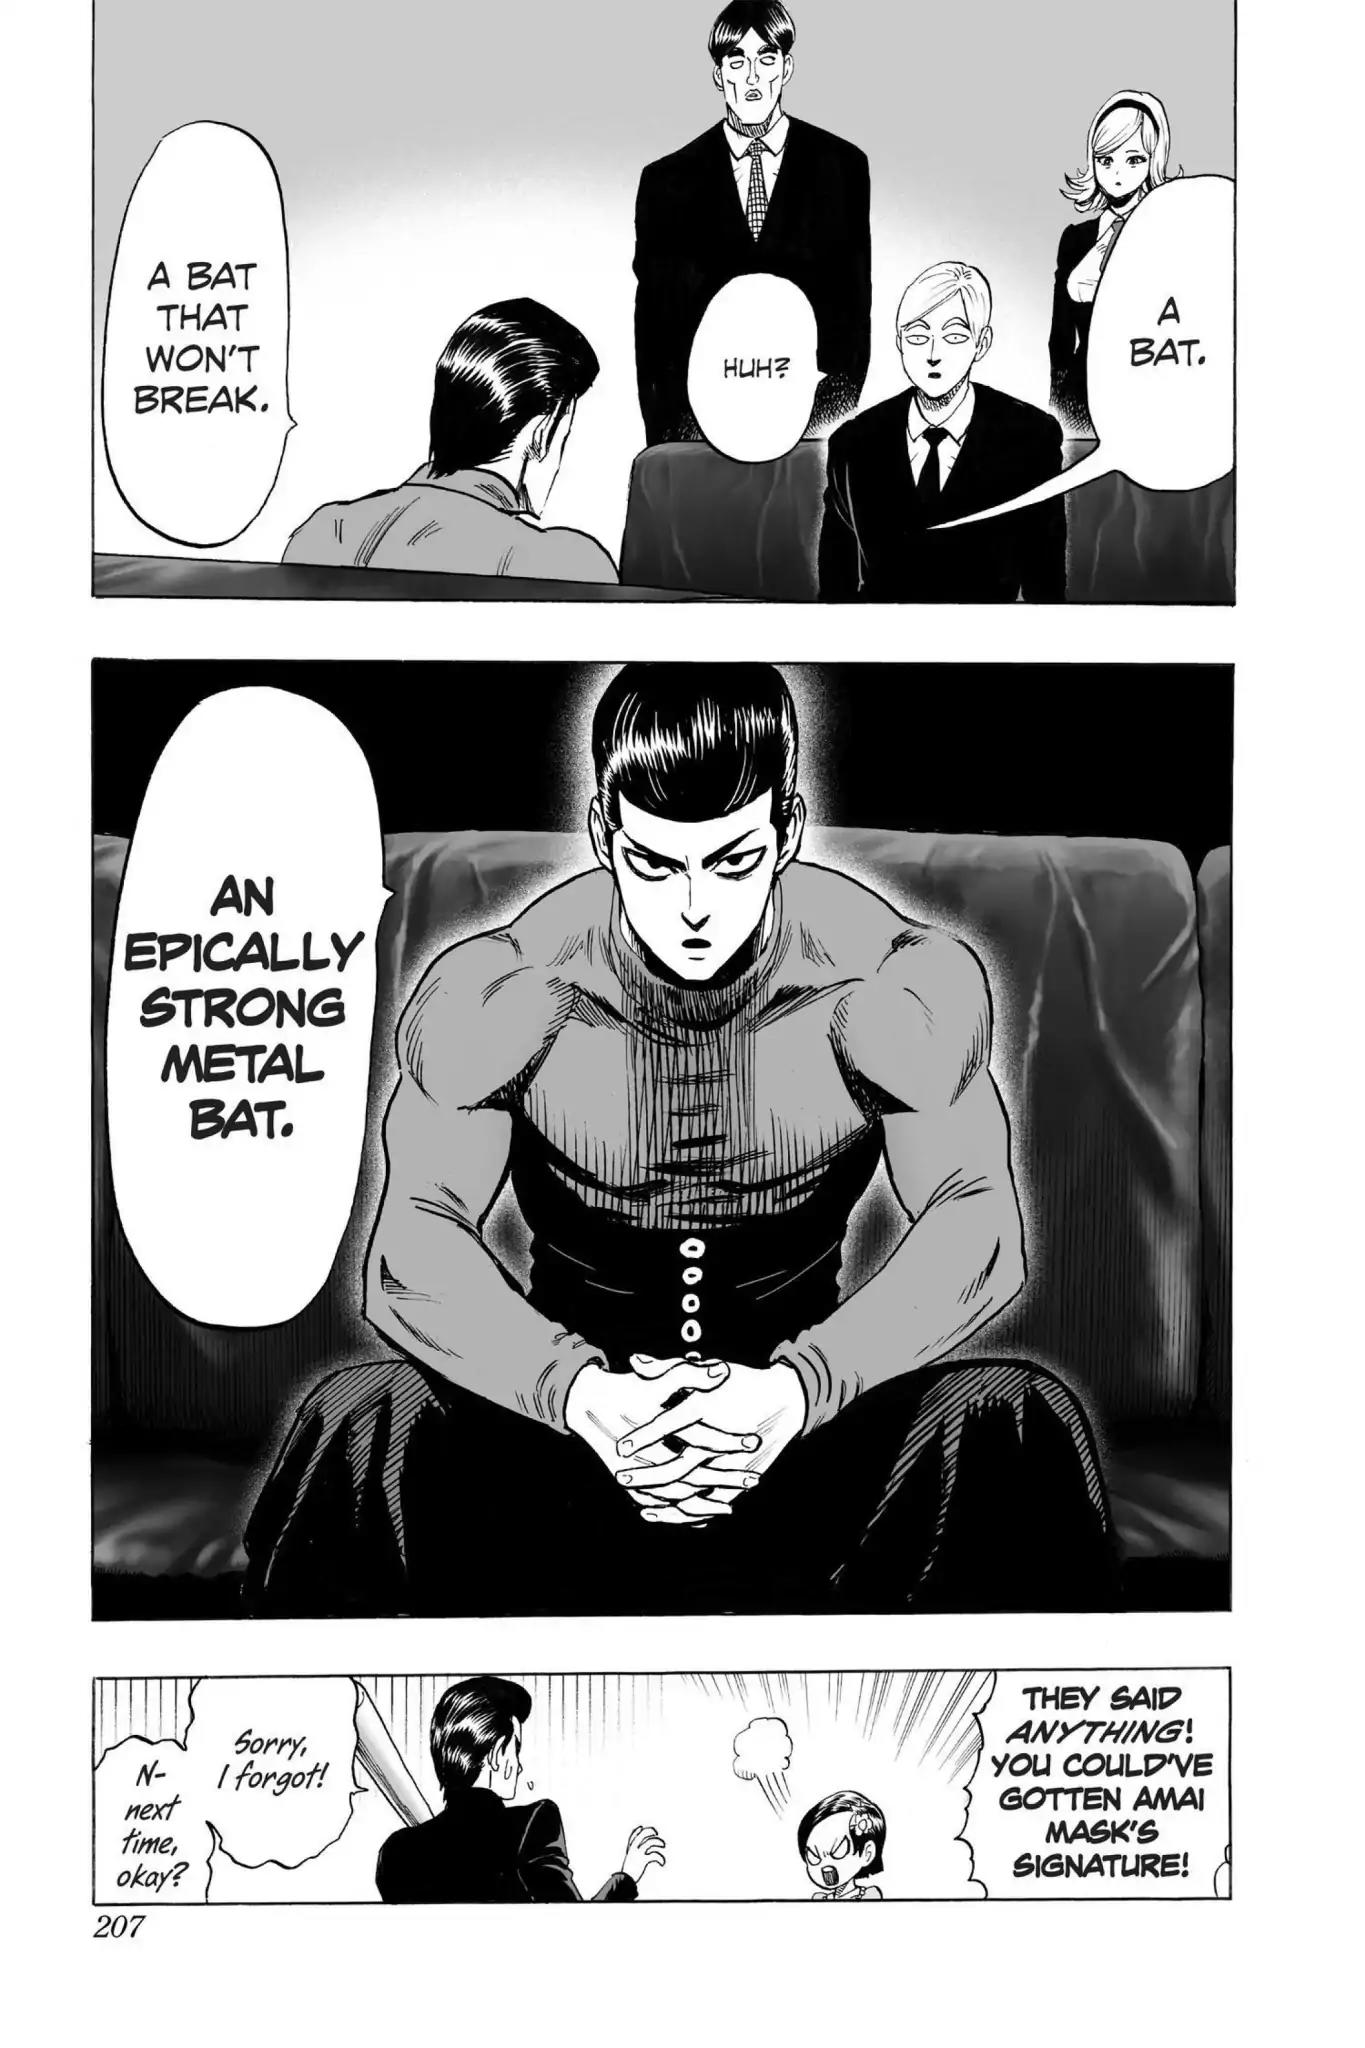 A
BAT.
HUH?
A BAT
THAT
WON'T
BREAK.
AN
EPICALLY
STRONG
METAL
BAT.
THEY SAID
ANYTHING!
YOU COULD'VE
GOTTEN AMAI
MASK'S
SIGNATURE!
Sorry,
I forgot!
N-
next
time,
okay?
207